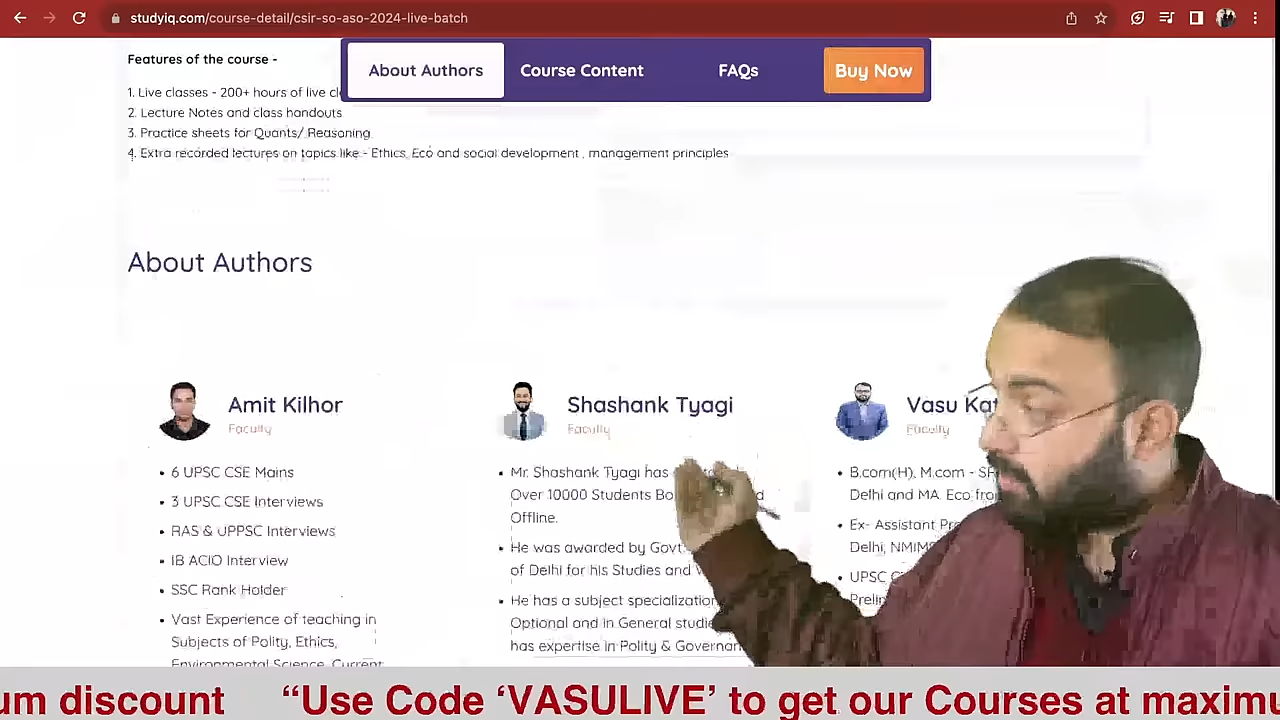 studyiq.com/course-detail/csir-so-aso-2024-live-batch
Features of the course -
About Authors
Course Content
FAQs
Buy Now
1. Live classes - 200+ hours of live
2. Lecture Notes and class handouts
3. Practice sheets for Quants/ Reasoning
4. Extra recorded lectures on topics like - Ethics, Eco and social development , management principles
About Authors
Amit Kilhor
Faculty
• 6 UPSC CSE Mains
• 3 UPSC CSE Interviews
• RAS & UPPSC Interviews
• IB ACIO Interview
• SSC Rank Holder
• Vast Experience of teaching in
Subjects of Polity, Ethics,
Environmental Science, Current
Shashank Tyagi
Faculty
• Mr. Shashank Tyagi has
Over 10000 Students
Offline.
• He was awarded by Govt
of Delhi for his Studies and
• He has a subject specialization
Optional and in General studies
has expertise in Polity &
Vasu
Faculty
• B.com(H), M.com -
Delhi and MA. Eco
• Ex- Assistant
Delhi,
• UPSC
um discount “Use Code ‘VASULIVE’ to get our Courses at maximu